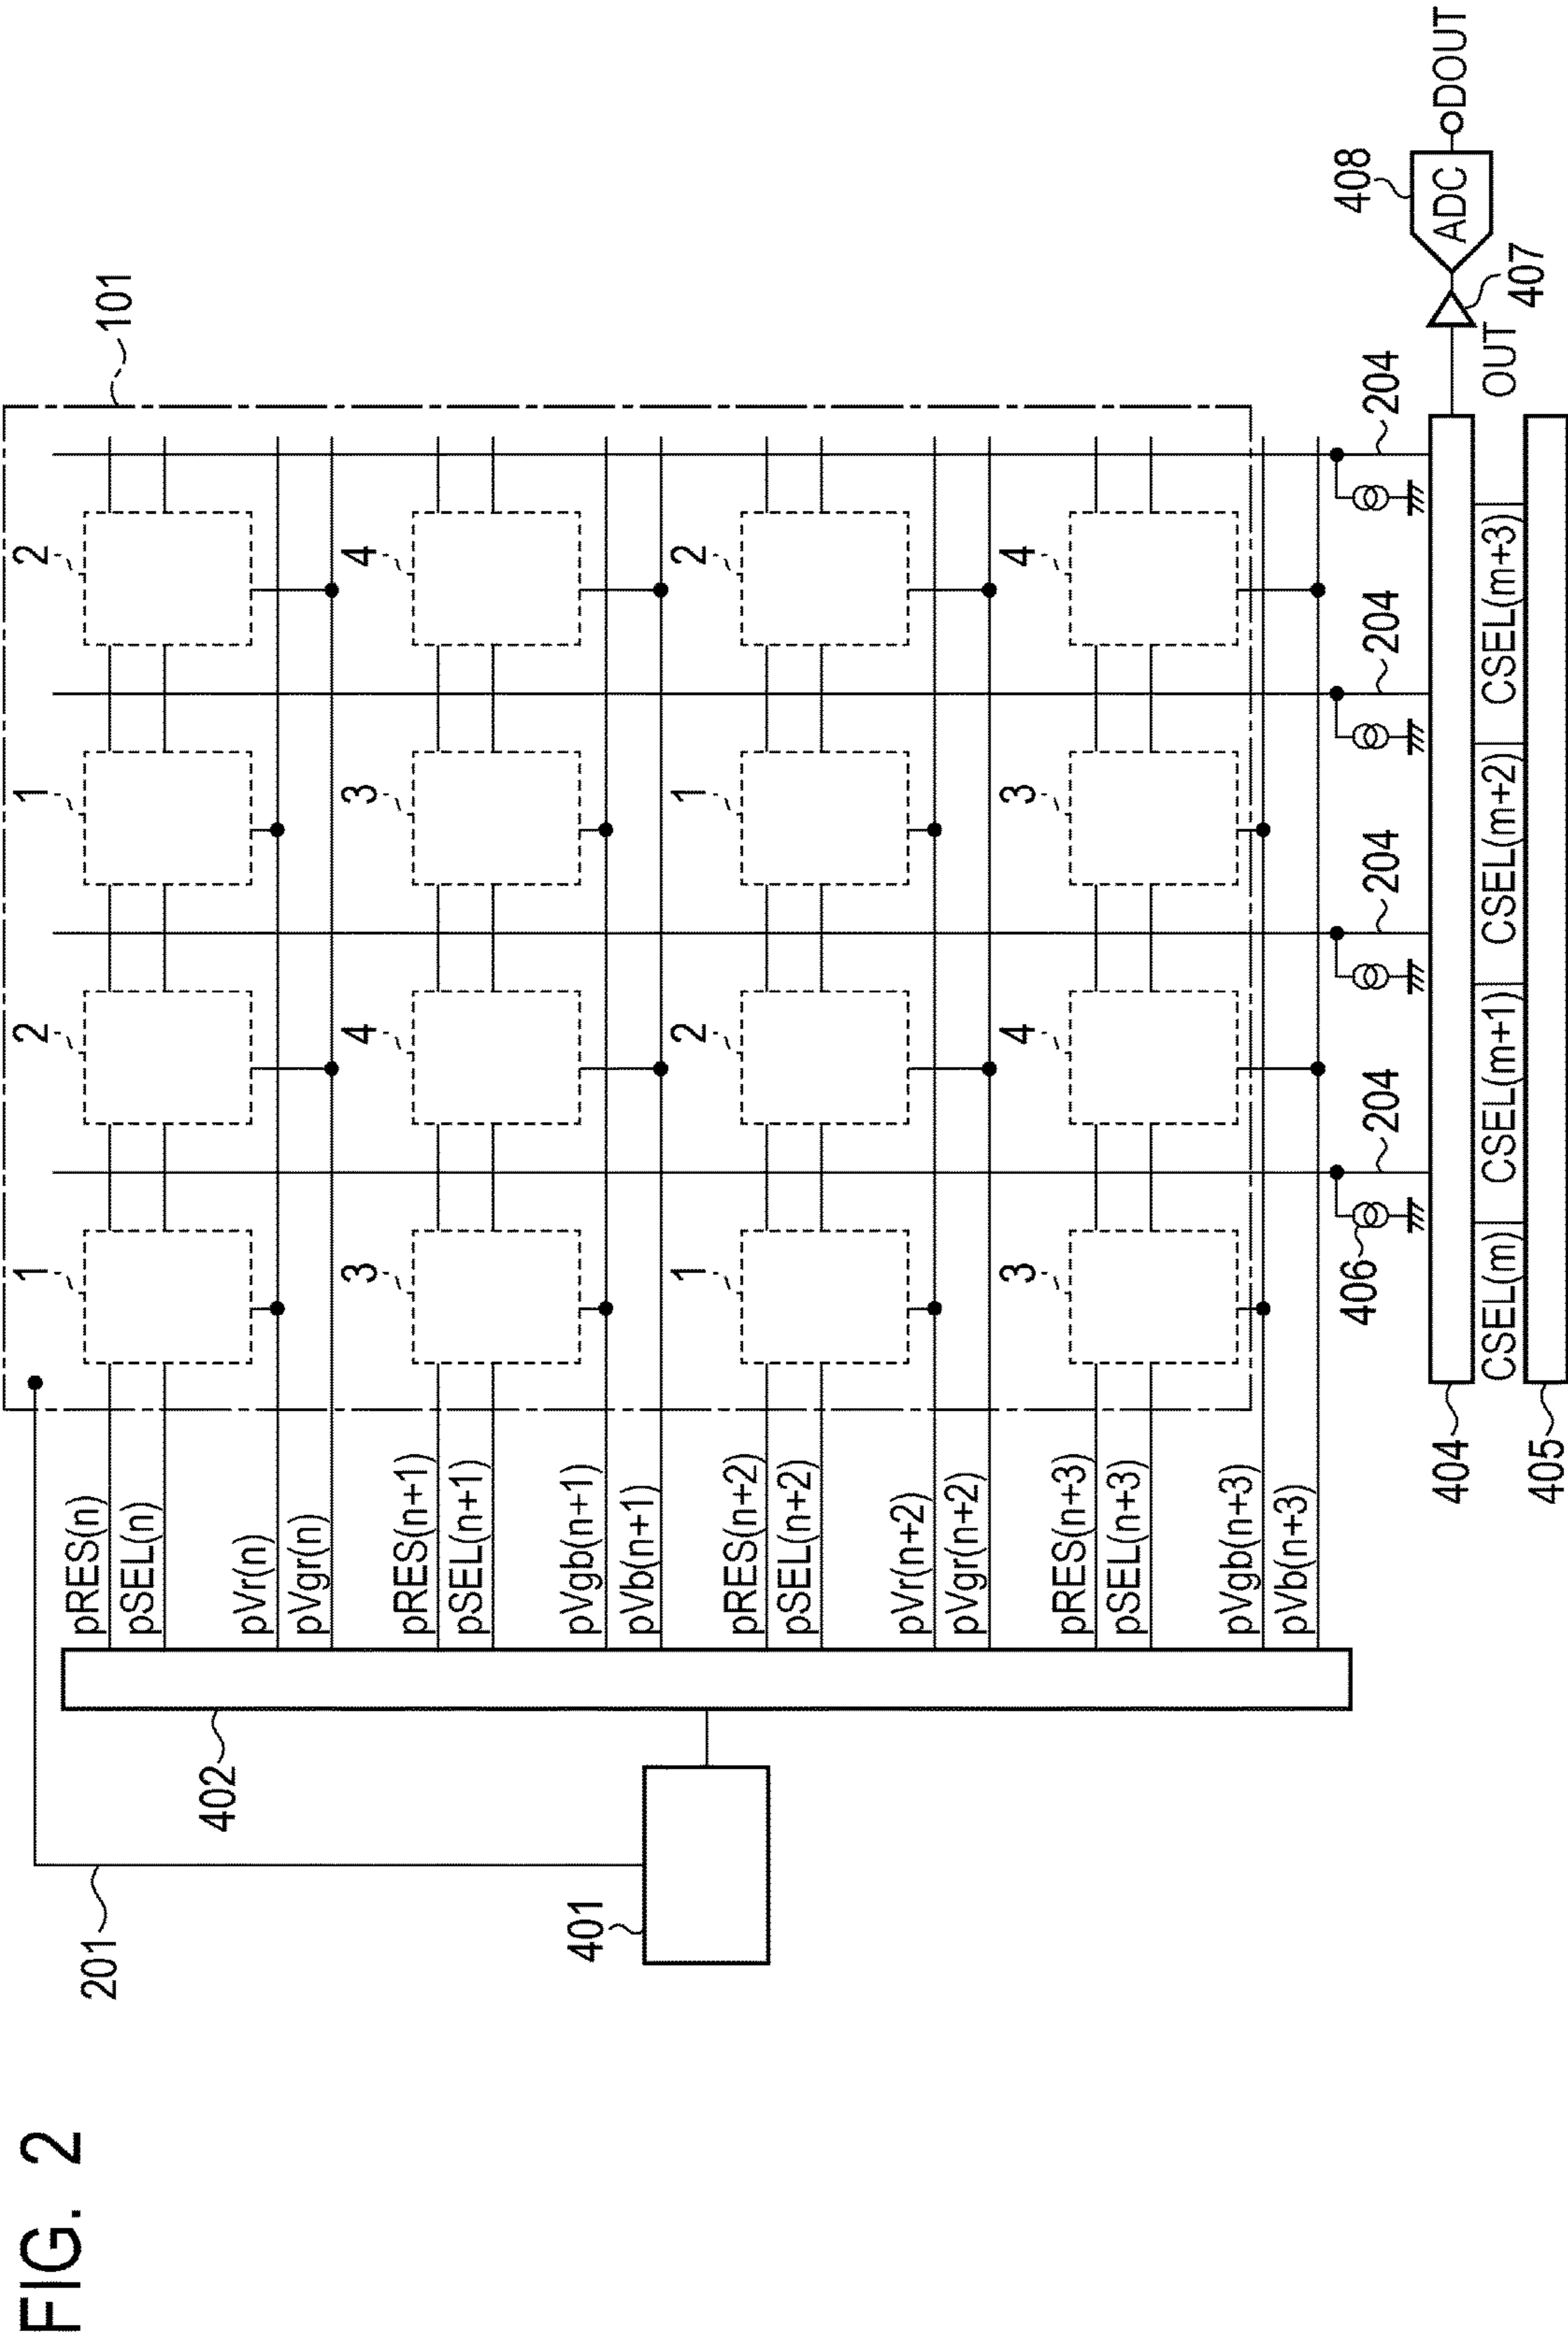 FIG. 2
101
201
401
402
pRES(n)
pSEL(n)
pVr(n)
pVgr(n)
pRES(n+1)
pSEL(n+1)
pVgb(n+1)
pVb(n+1)
pRES(n+2)
pSEL(n+2)
pVr(n+2)
pVgr(n+2)
pRES(n+3)
pSEL(n+3)
pVgb(n+3)
pVb(n+3)
1 2 1 2
3 4 3 4
1 2 1 2
3 4 3 4
406 204 204 204 204
404
CSEL(m) CSEL(m+1) CSEL(m+2) CSEL(m+3)
405
OUT
407
408
ADC
DOUT